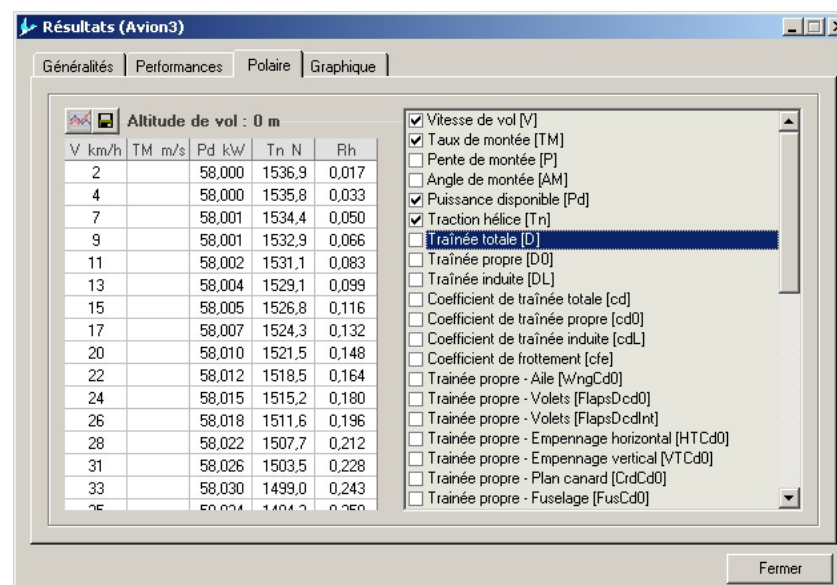 Résultats (Avion3)
Généralités Performances Polaire Graphique
Altitude de vol : 0 m
V km/h TM m/s Pd kW Tn N Rh
2 58,000 1536,9 0,017
4 58,000 1535,8 0,033
7 58,001 1534,4 0,050
9 58,001 1532,9 0,066
11 58,002 1531,1 0,083
13 58,004 1529,1 0,099
15 58,005 1526,8 0,116
17 58,007 1524,3 0,132
20 58,010 1521,5 0,148
22 58,012 1518,5 0,164
24 58,015 1515,2 0,180
26 58,018 1511,6 0,196
28 58,022 1507,7 0,212
31 58,026 1503,5 0,228
33 58,030 1499,0 0,243
Vitesse de vol [V]
Taux de montée [TM]
Pente de montée [P]
Angle de montée [AM]
Puissance disponible [Pd]
Traction hélice [Tn]
Traînée totale [D]
Traînée propre [D0]
Traînée induite [DL]
Coefficient de traînée totale [cd]
Coefficient de traînée propre [cd0]
Coefficient de traînée induite [cdL]
Coefficient de frottement [cfe]
Trainée propre - Aile [WngCd0]
Trainée propre - Volets [FlapsDcd0]
Trainée propre - Volets [FlapsDcdInt]
Trainée propre - Empennage horizontal [HTCd0]
Trainée propre - Empennage vertical [VTCd0]
Trainée propre - Plan canard [CrdCd0]
Trainée propre - Fuselage [FusCd0]
Fermer